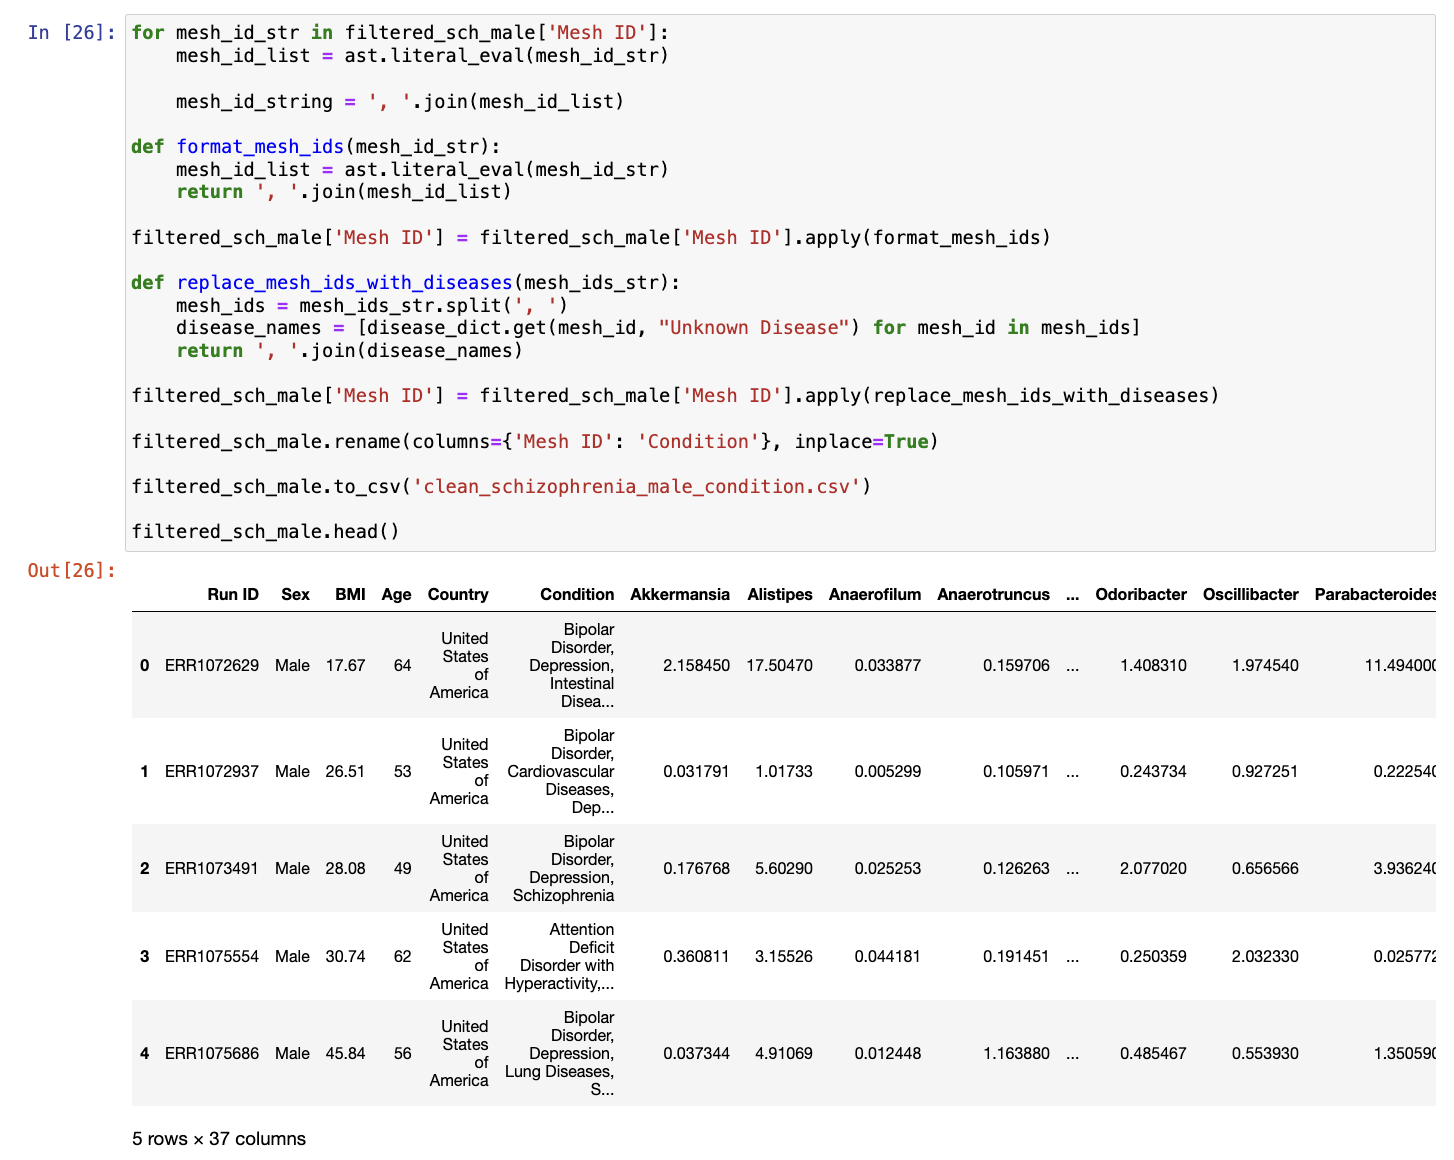 In [26]:
for mesh_id_str in filtered_sch_male['Mesh ID']:
    mesh_id_list = ast.literal_eval(mesh_id_str)

    mesh_id_string = ', '.join(mesh_id_list)

def format_mesh_ids(mesh_id_str):
    mesh_id_list = ast.literal_eval(mesh_id_str)
    return ', '.join(mesh_id_list)

filtered_sch_male['Mesh ID'] = filtered_sch_male['Mesh ID'].apply(format_mesh_ids)

def replace_mesh_ids_with_diseases(mesh_ids_str):
    mesh_ids = mesh_ids_str.split(', ')
    disease_names = [disease_dict.get(mesh_id, "Unknown Disease") for mesh_id in mesh_ids]
    return ', '.join(disease_names)

filtered_sch_male['Mesh ID'] = filtered_sch_male['Mesh ID'].apply(replace_mesh_ids_with_diseases)

filtered_sch_male.rename(columns={'Mesh ID': 'Condition'}, inplace=True)

filtered_sch_male.to_csv('clean_schizophrenia_male_condition.csv')

filtered_sch_male.head()
Out[26]:
Run ID Sex BMI Age Country Condition Akkermansia Alistipes Anaerofilum Anaerotruncus ... Odoribacter Oscillibacter Parabacteroides
0 ERR1072629 Male 17.67 64
United
States
of
America
Bipolar
Disorder,
Depression,
Intestinal
Disea...
2.158450 17.50470 0.033877 0.159706 ... 1.408310 1.974540 11.494000
1 ERR1072937 Male 26.51 53
United
States
of
America
Bipolar
Disorder,
Cardiovascular
Diseases,
Dep...
0.031791 1.01733 0.005299 0.105971 ... 0.243734 0.927251 0.222540
2 ERR1073491 Male 28.08 49
United
States
of
America
Bipolar
Disorder,
Depression,
Schizophrenia
0.176768 5.60290 0.025253 0.126263 ... 2.077020 0.656566 3.936240
3 ERR1075554 Male 30.74 62
United
States
of
America
Attention
Deficit
Disorder with
Hyperactivity,...
0.360811 3.15526 0.044181 0.191451 ... 0.250359 2.032330 0.025772
4 ERR1075686 Male 45.84 56
United
States
of
America
Bipolar
Disorder,
Depression,
Lung Diseases,
S...
0.037344 4.91069 0.012448 1.163880 ... 0.485467 0.553930 1.350590
5 rows × 37 columns